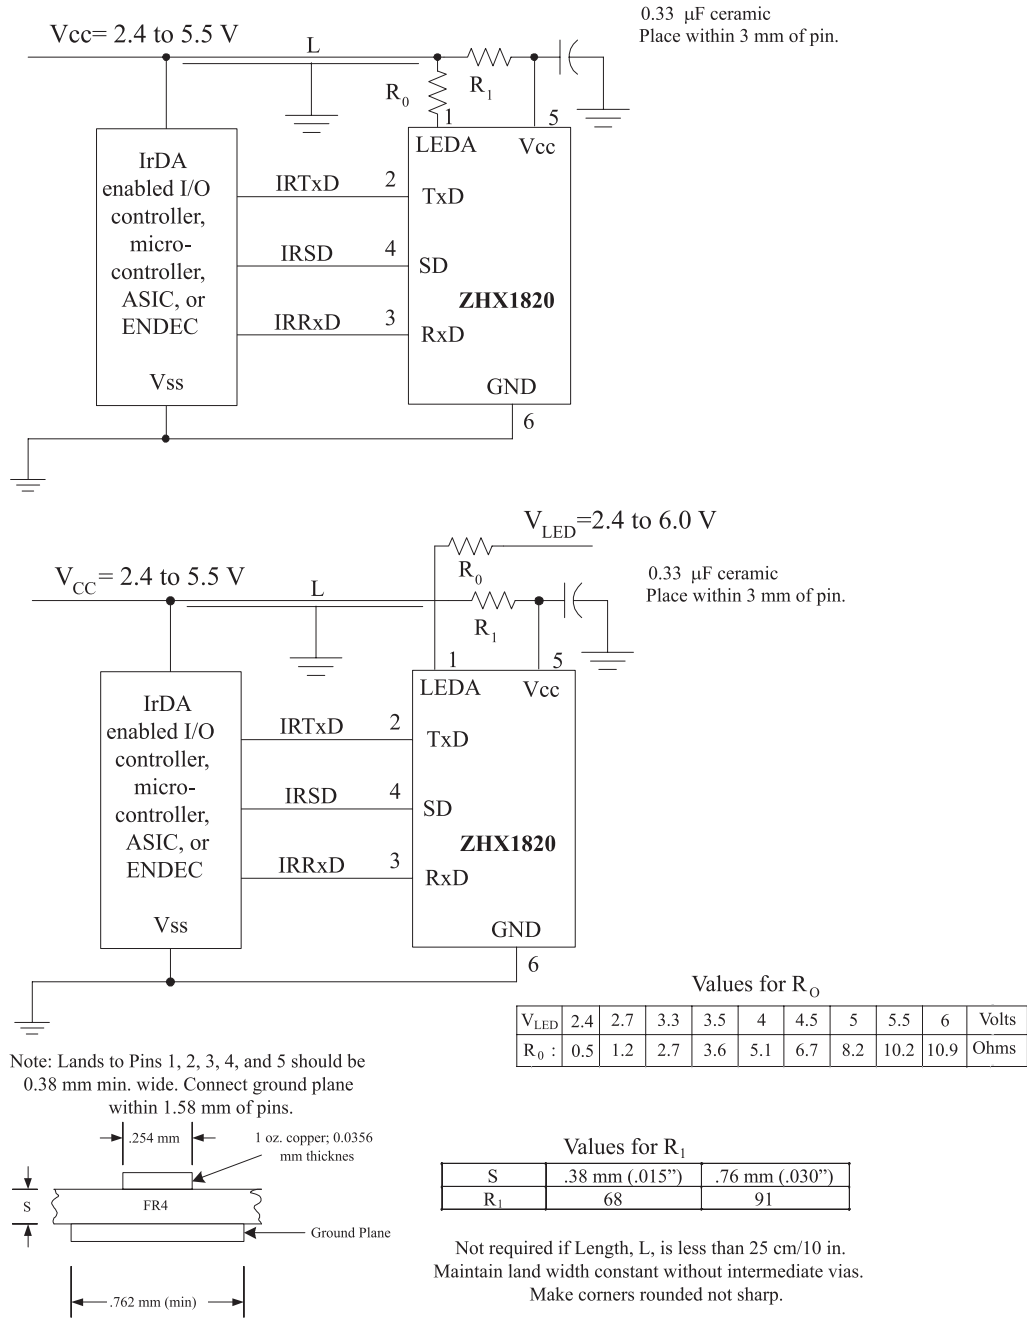 0.33 µF ceramic
Place within 3 mm of pin.
Vcc= 2.4 to 5.5 V
L
R0
R1
1
5
LEDA
Vcc
IrDA
enabled I/O
controller,
micro-
controller,
ASIC, or
ENDEC
Vss
IRTxD
2
TxD
IRSD
4
SD
ZHX1820
IRRxD
3
RxD
GND
6
VLED=2.4 to 6.0 V
R0
0.33 µF ceramic
Place within 3 mm of pin.
VCC= 2.4 to 5.5 V
L
R1
1
5
LEDA
Vcc
IrDA
enabled I/O
controller,
micro-
controller,
ASIC, or
ENDEC
Vss
IRTxD
2
TxD
IRSD
4
SD
ZHX1820
IRRxD
3
RxD
GND
6
Values for RO
VLED 2.4 2.7 3.3 3.5 4 4.5 5 5.5 6 Volts
R0 : 0.5 1.2 2.7 3.6 5.1 6.7 8.2 10.2 10.9 Ohms
Note: Lands to Pins 1, 2, 3, 4, and 5 should be
0.38 mm min. wide. Connect ground plane
within 1.58 mm of pins.
.254 mm
1 oz. copper; 0.0356
mm thicknes
S
FR4
Ground Plane
.762 mm (min)
Values for R1
S .38 mm (.015”) .76 mm (.030”)
R1 68 91
Not required if Length, L, is less than 25 cm/10 in.
Maintain land width constant without intermediate vias.
Make corners rounded not sharp.